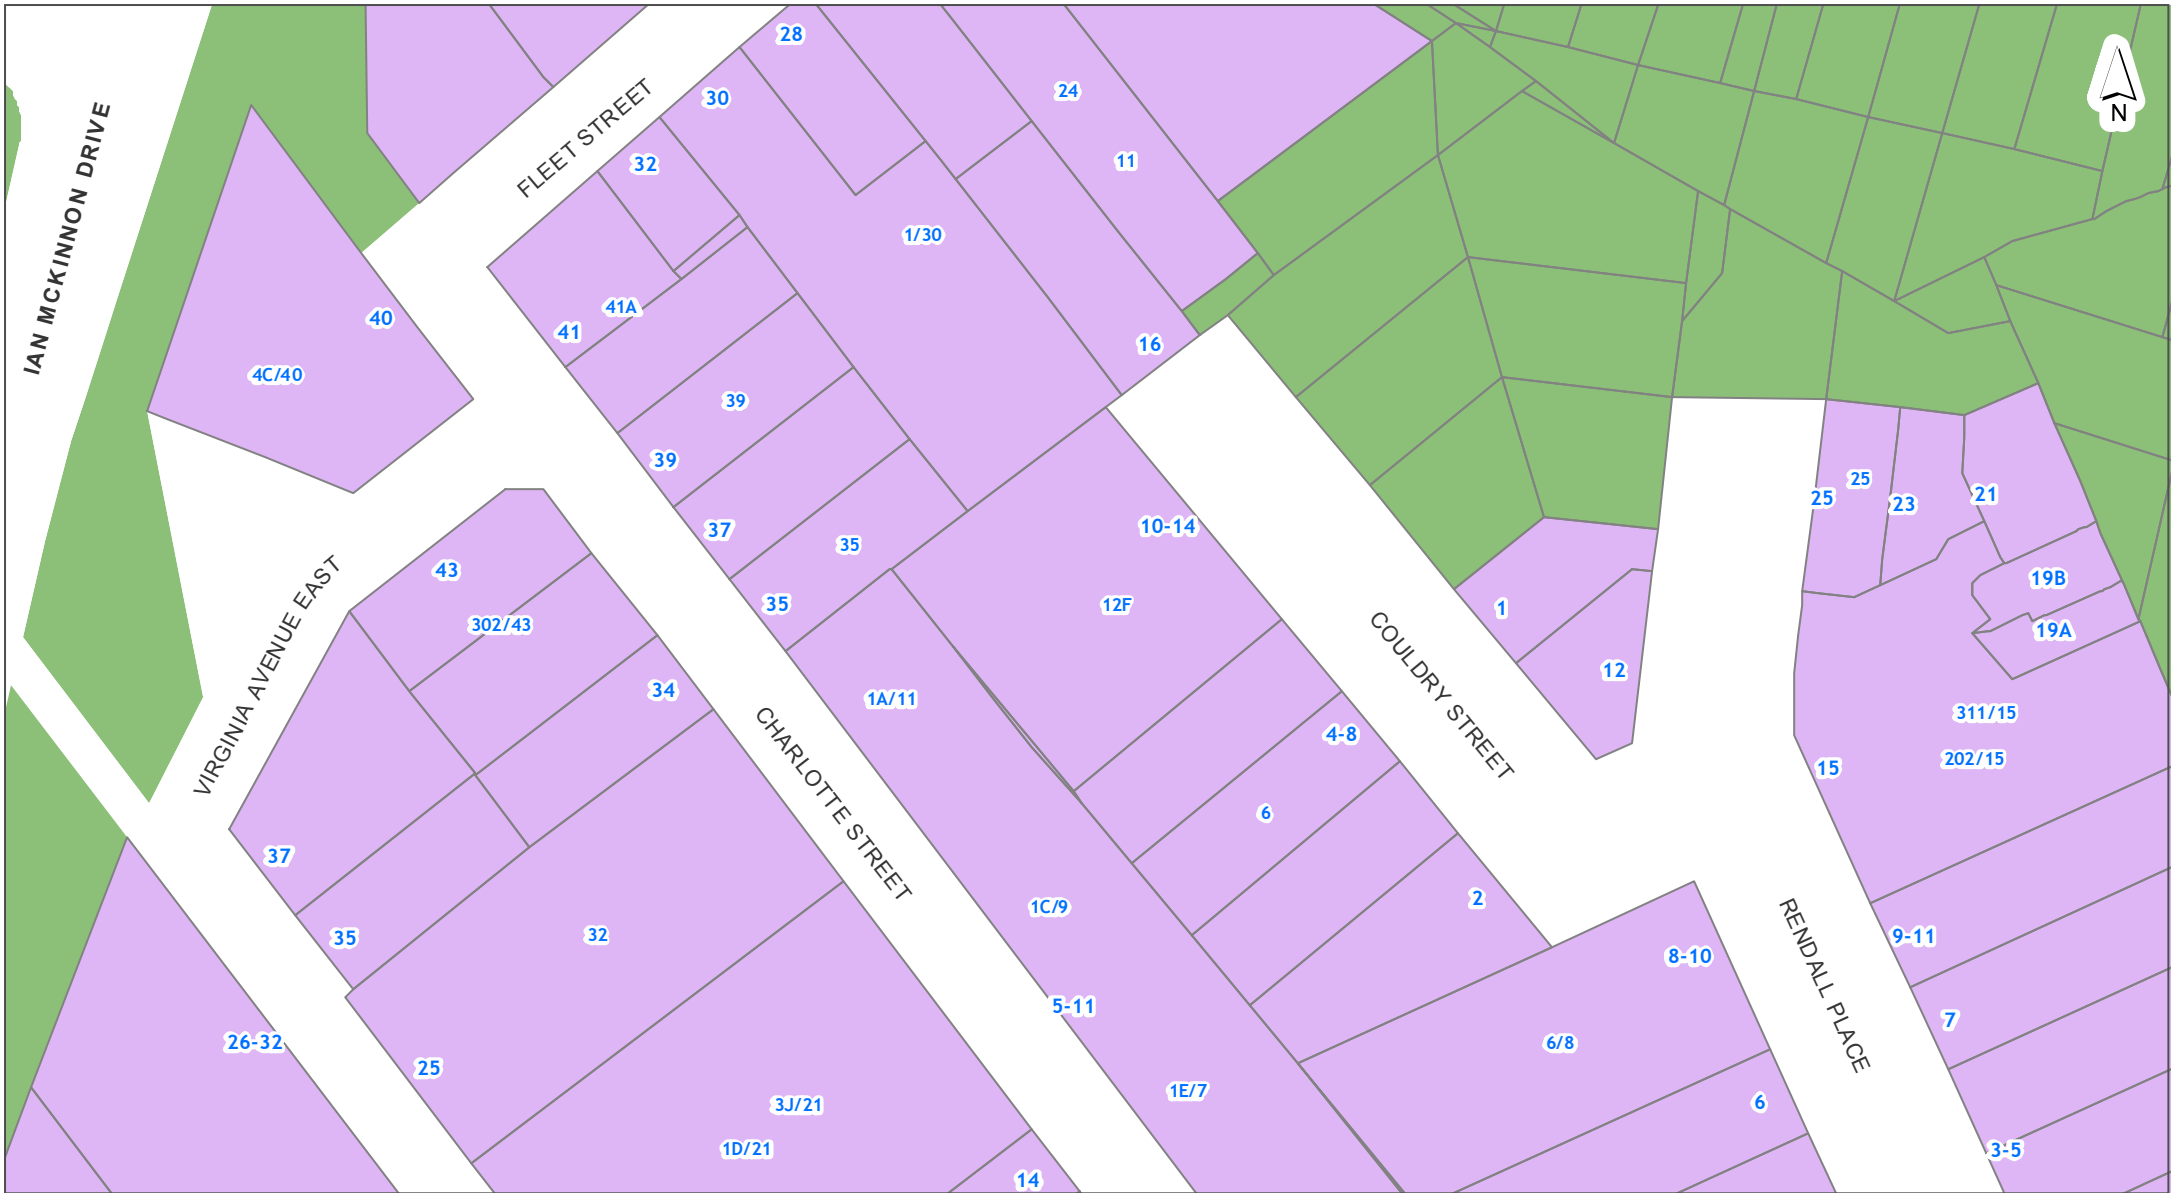 28
30
24
FLEET STREET
IAN MCKINNON DRIVE
N
32
11
1/30
41A
40
41
16
4C/40
39
39
25
21
25
23
10-14
37
35
43
19B
35
12F
1
302/43
19A
COULDRY STREET
VIRGINIA AVENUE EAST
12
34
1A/11
311/15
CHARLOTTE STREET
4-8
202/15
15
6
37
2
1C/9
RENDALL PLACE
32
35
9-11
8-10
5-11
7
26-32
6/8
25
1E/7
6
3J/21
1D/21
3-5
14